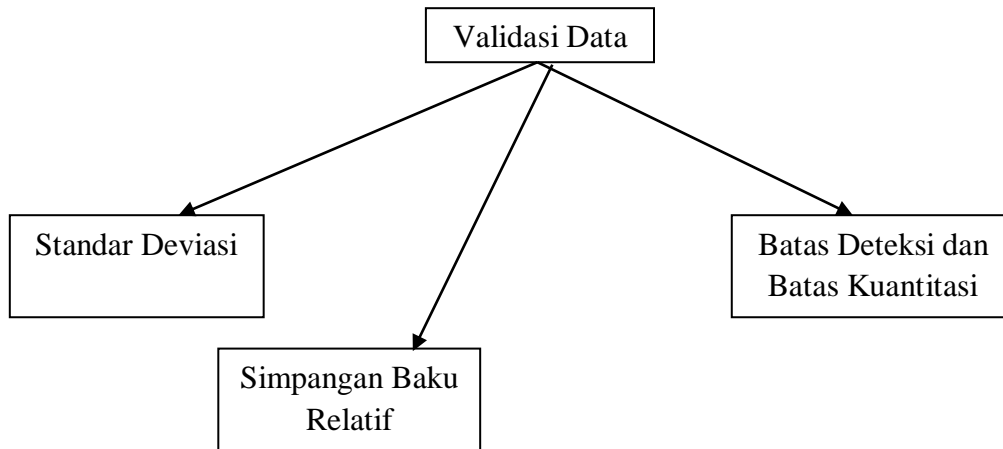 Validasi Data
Standar Deviasi
Batas Deteksi dan
Batas Kuantitasi
Simpangan Baku
Relatif